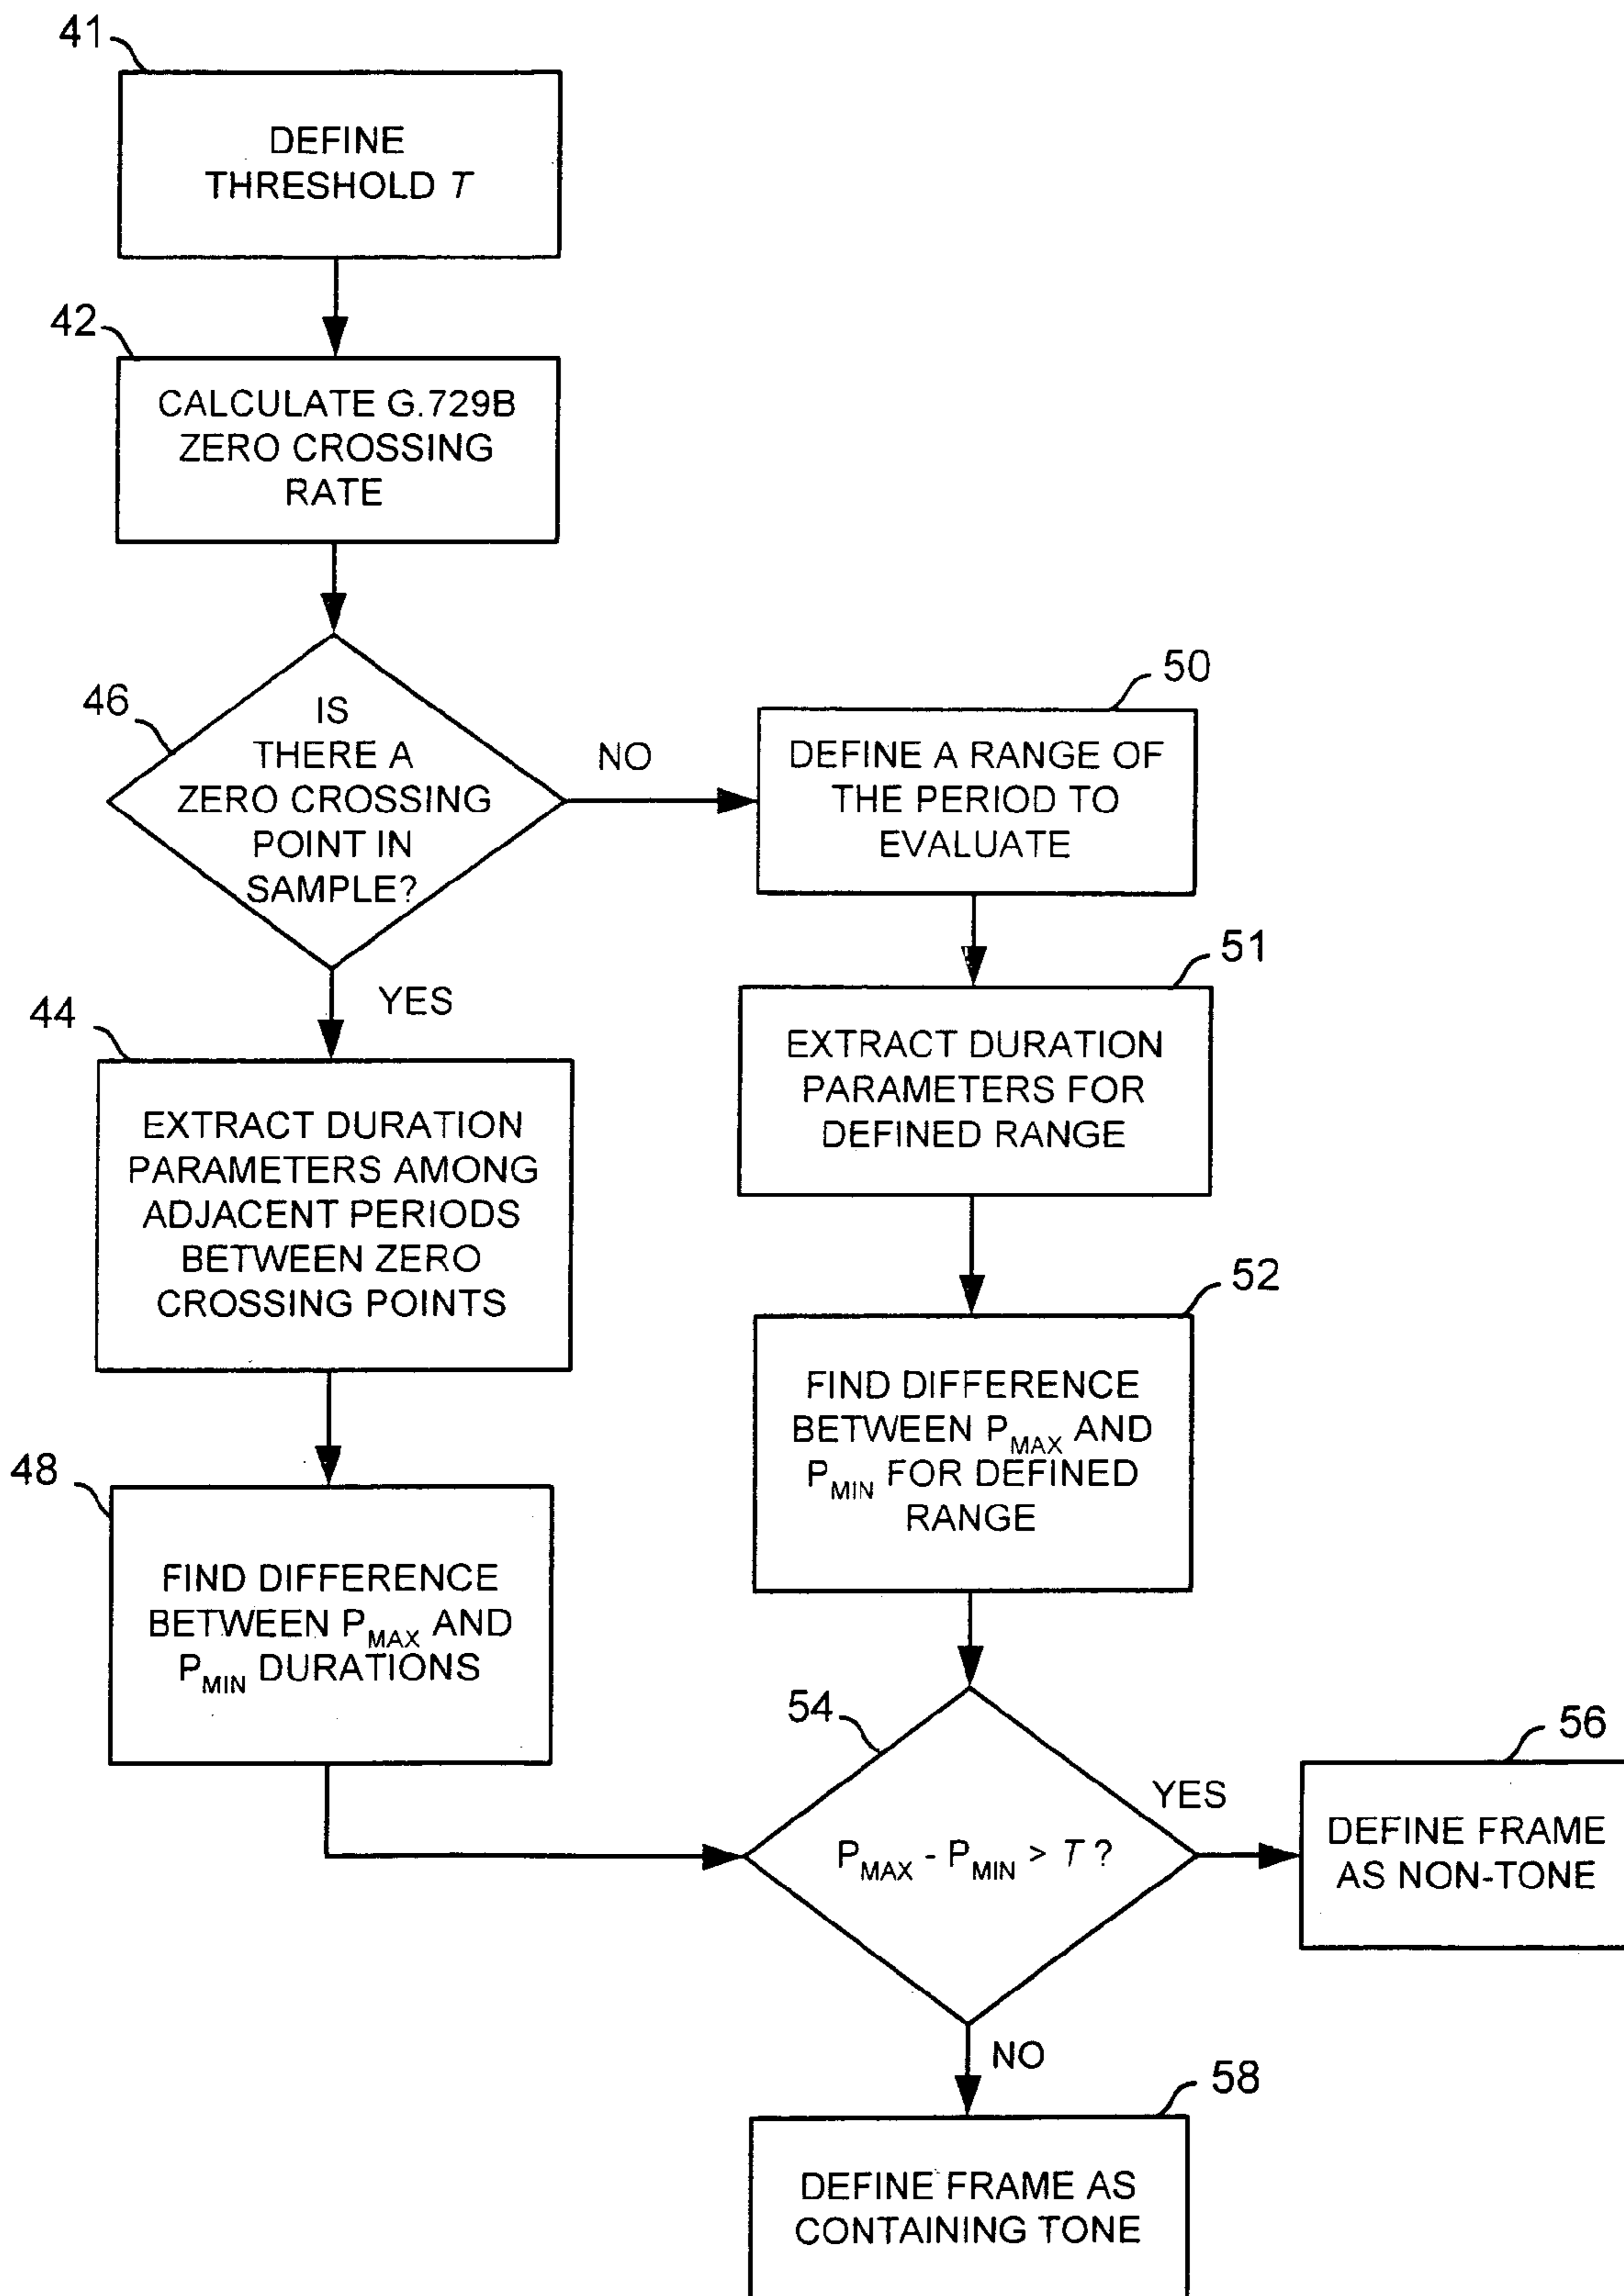 41
DEFINE
THRESHOLD T
42
CALCULATE G.729B
ZERO CROSSING
RATE
46
IS
THERE A
ZERO CROSSING
POINT IN
SAMPLE?
NO
YES
50
DEFINE A RANGE OF
THE PERIOD TO
EVALUATE
51
EXTRACT DURATION
PARAMETERS FOR
DEFINED RANGE
44
EXTRACT DURATION
PARAMETERS AMONG
ADJACENT PERIODS
BETWEEN ZERO
CROSSING POINTS
52
FIND DIFFERENCE
BETWEEN PMAX AND
PMIN FOR DEFINED
RANGE
48
FIND DIFFERENCE
BETWEEN PMAX AND
PMIN DURATIONS
54
PMAX - PMIN > T ?
YES
56
DEFINE FRAME
AS NON-TONE
NO
58
DEFINE FRAME AS
CONTAINING TONE